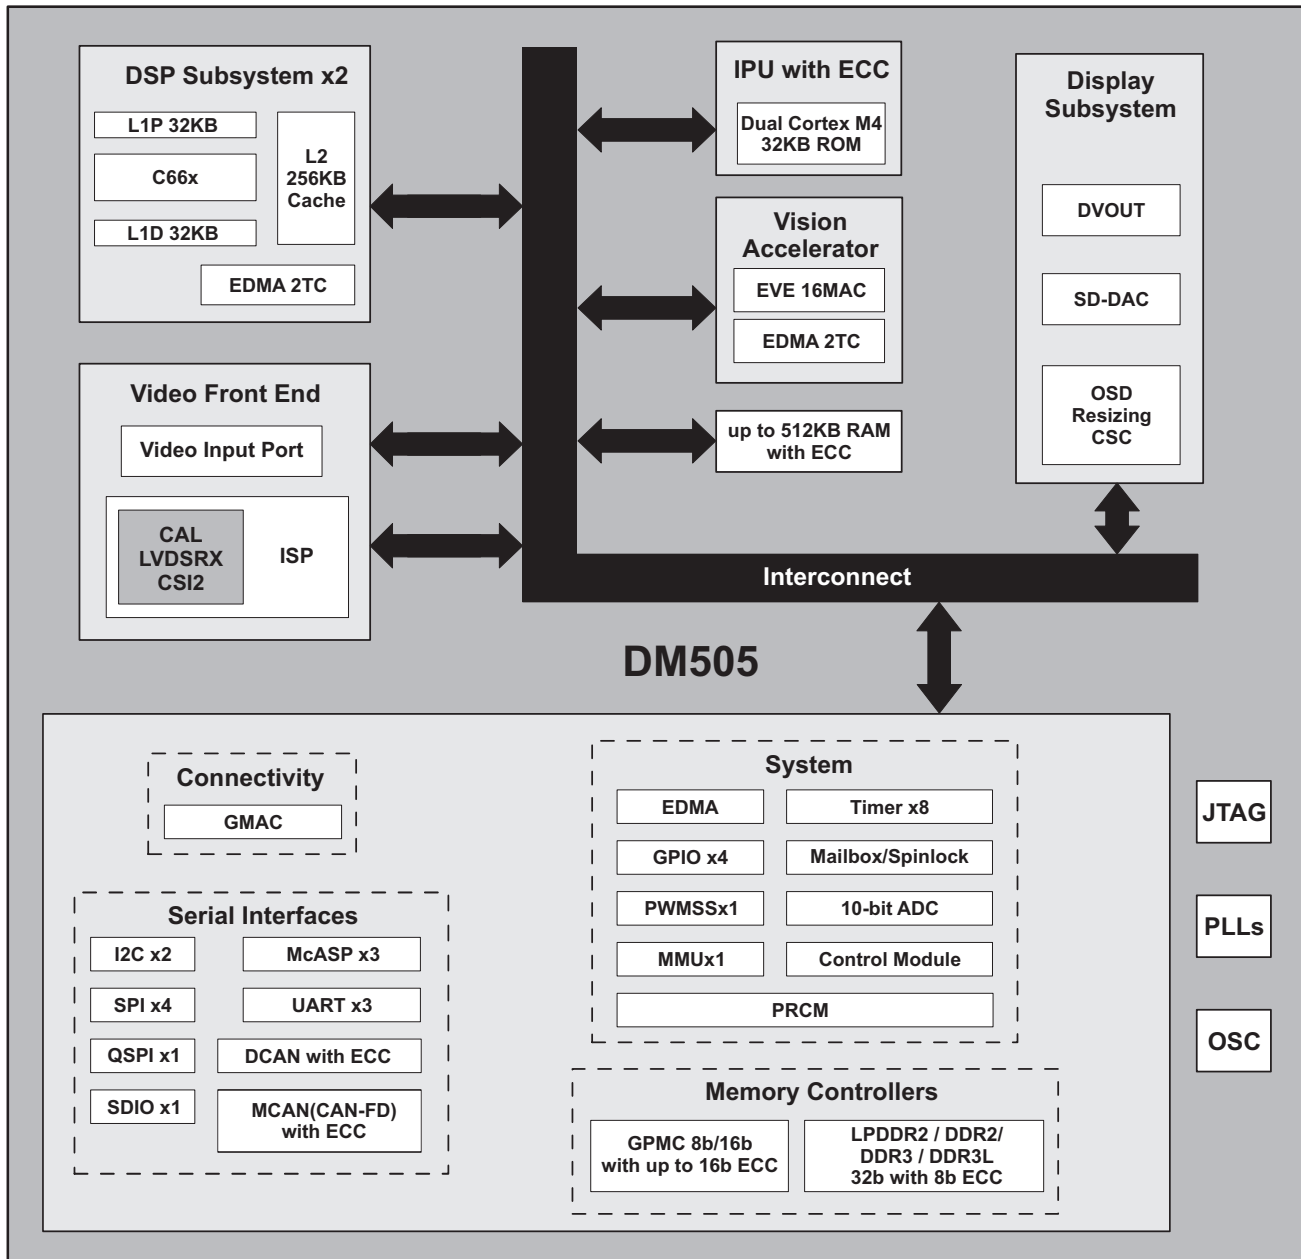 DSP Subsystem x2
L1P 32KB
C66x
L1D 32KB
L2
256KB
Cache
EDMA 2TC
Video Front End
Video Input Port
CAL
LVDSRX
CSI2
ISP
IPU with ECC
Dual Cortex M4
32KB ROM
Vision
Accelerator
EVE 16MAC
EDMA 2TC
up to 512KB RAM
with ECC
Display
Subsystem
DVOUT
SD-DAC
OSD
Resizing
CSC
Interconnect
DM505
Connectivity
GMAC
Serial Interfaces
I2C x2
McASP x3
SPI x4
UART x3
QSPI x1
DCAN with ECC
SDIO x1
MCAN(CAN-FD)
with ECC
System
EDMA
Timer x8
GPIO x4
Mailbox/Spinlock
PWMSSx1
10-bit ADC
MMUx1
Control Module
PRCM
Memory Controllers
GPMC 8b/16b
with up to 16b ECC
LPDDR2 / DDR2/
DDR3 / DDR3L
32b with 8b ECC
JTAG
PLLs
OSC